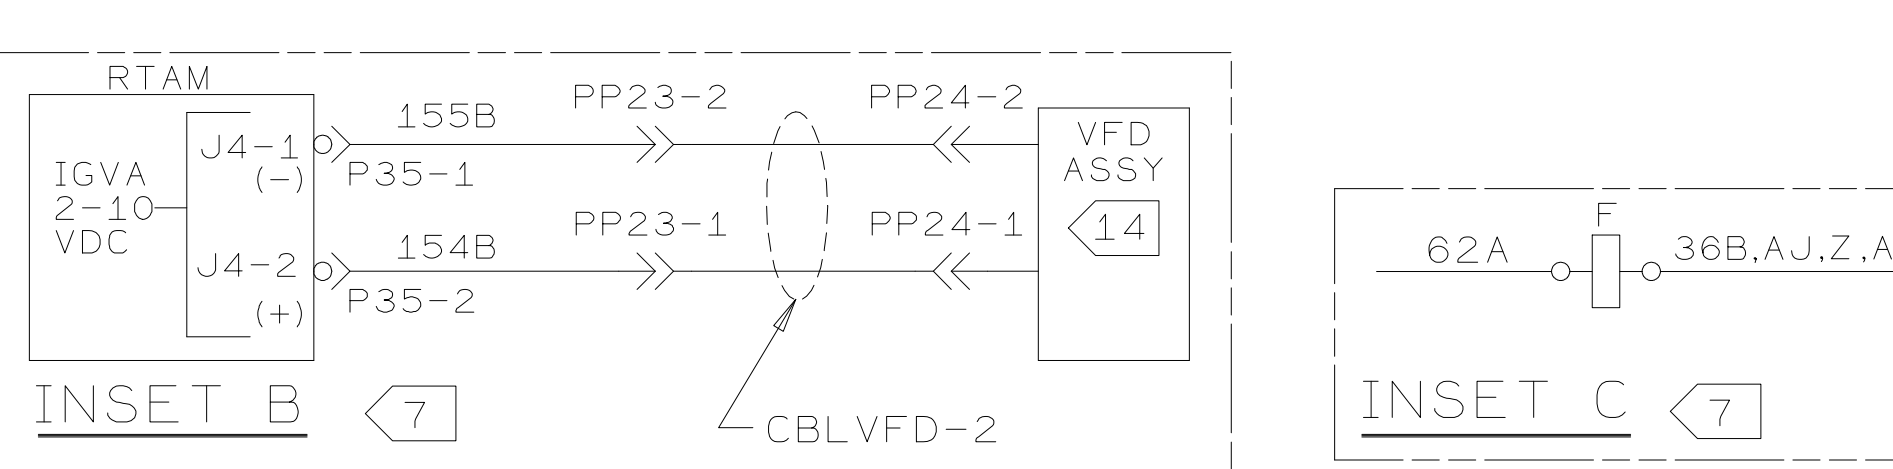 RTAM
IGVA
2-10
VDC
J4-1
(-)
J4-2
(+)
155B
P35-1
154B
P35-2
PP23-2
PP24-2
PP23-1
PP24-1
VFD
ASSY
14
CBLVFD-2
INSET B
7
62A
F
36B,AJ,Z,A
INSET C
7